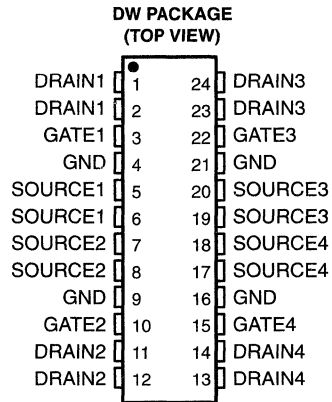 DW PACKAGE
(TOP VIEW)
DRAIN1 1 24 DRAIN3
DRAIN1 2 23 DRAIN3
GATE1 3 22 GATE3
GND 4 21 GND
SOURCE1 5 20 SOURCE3
SOURCE1 6 19 SOURCE3
SOURCE2 7 18 SOURCE4
SOURCE2 8 17 SOURCE4
GND 9 16 GND
GATE2 10 15 GATE4
DRAIN2 11 14 DRAIN4
DRAIN2 12 13 DRAIN4